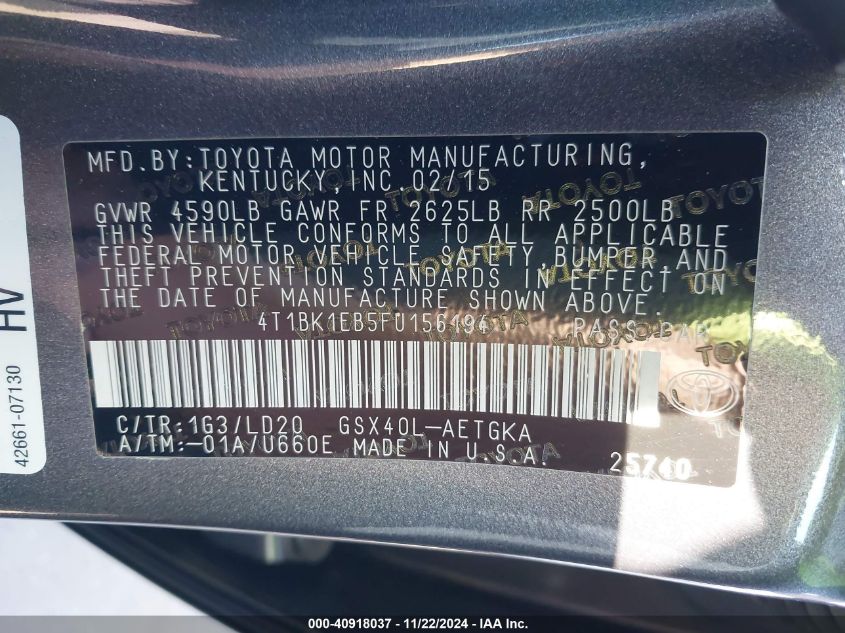 MFD.BY:TOYOTA MOTOR MANUFACTURING,
KENTUCKY,INC.02/15
GVWR 4590LB GAWR FR 2625LB RR 2500LB
THIS VEHICLE CONFORMS TO ALL APPLICABLE
FEDERAL MOTOR VEHICLE SAFETY,BUMPER AND
THEFT PREVENTION STANDARDS IN EFFECT ON
THE DATE OF MANUFACTURE SHOWN ABOVE.
4T1BK1EB5FU156194 PASS.CAR
C/TR:1G3/LD20 GSX40L-AETGKA
A/TM:-01A/U660E MADE IN U.S.A.
25740
HV
42661-07130
TOYOTA
000-40918037 - 11/22/2024 - © IAA, Inc.